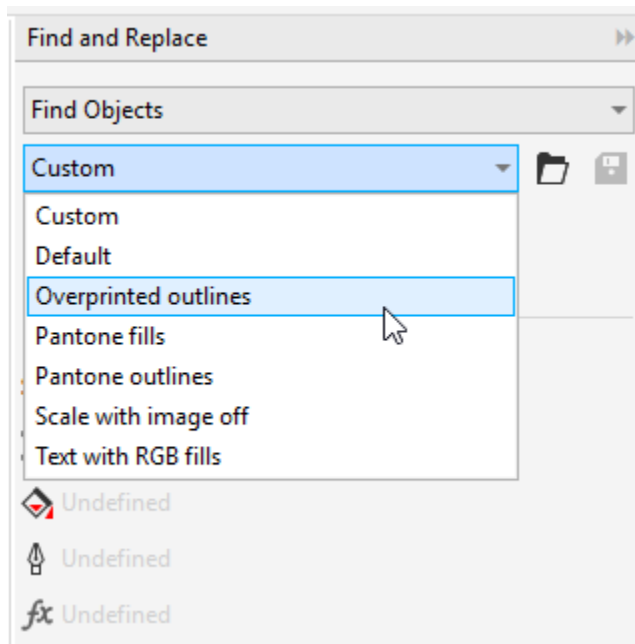 Find and Replace
Find Objects
Custom
Custom
Default
Overprinted outlines
Pantone fills
Pantone outlines
Scale with image off
Text with RGB fills
Undefined
Undefined
fx Undefined